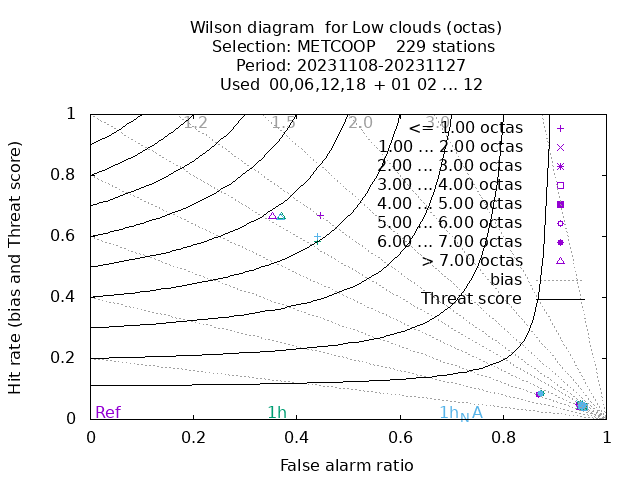 Wilson diagram  for Low clouds (octas)
Selection: METCOOP    229 stations
Period: 20231108-20231127
Used  00,06,12,18  + 01 02 ... 12
Hit rate (bias and Threat score)
1
0.8
0.6
0.4
0.2
0
1.2 1.5 2.0 3.0
<= 1.00 octas
1.00 ... 2.00 octas
2.00 ... 3.00 octas
3.00 ... 4.00 octas
4.00 ... 5.00 octas
5.00 ... 6.00 octas
6.00 ... 7.00 octas
> 7.00 octas
bias
Threat score
Ref 1h 1hNA
0 0.2 0.4 0.6 0.8 1
False alarm ratio